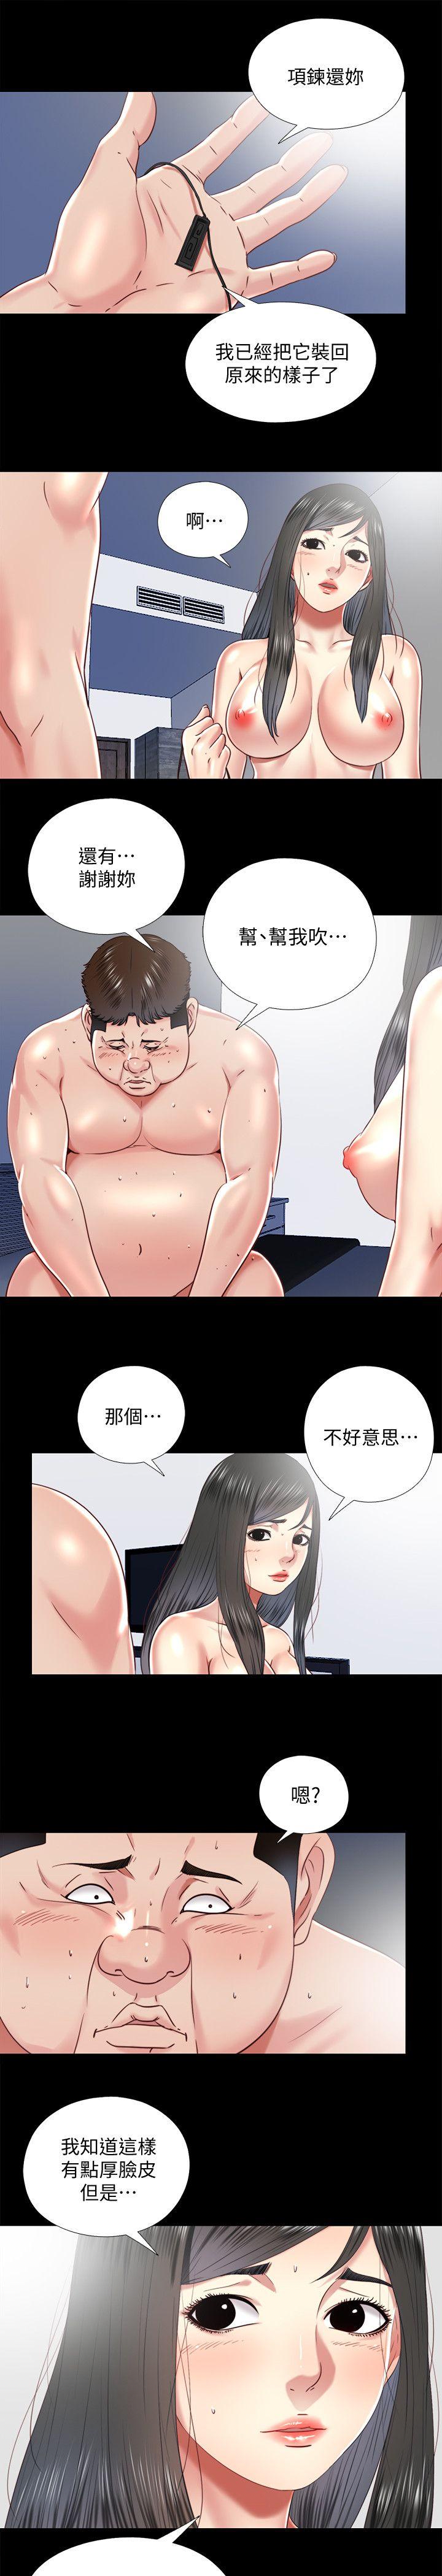 項鍊還妳
我已經把它裝回
原來的樣子了
啊⋯
還有⋯
謝謝妳
幫、幫我吹⋯
那個⋯
不好意思⋯
嗯?
我知道這樣
有點厚臉皮
但是⋯